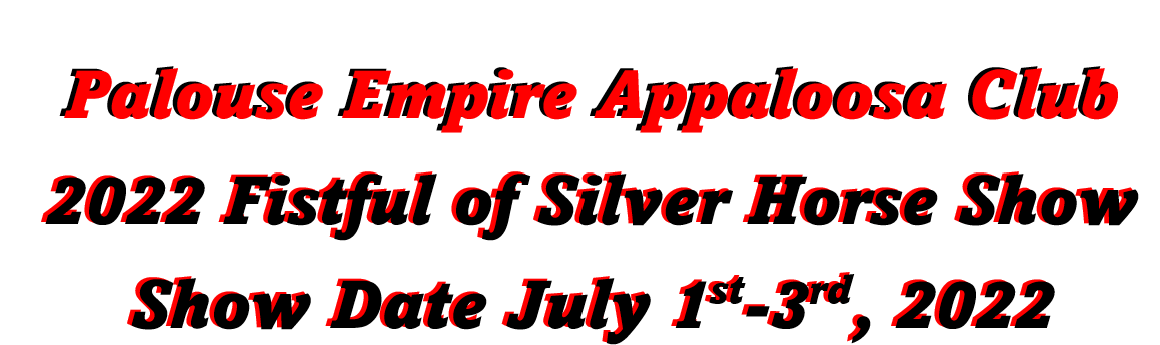 Palouse Empire Appaloosa Club
2022 Fistful of Silver Horse Show
Show Date July 1st-3rd, 2022